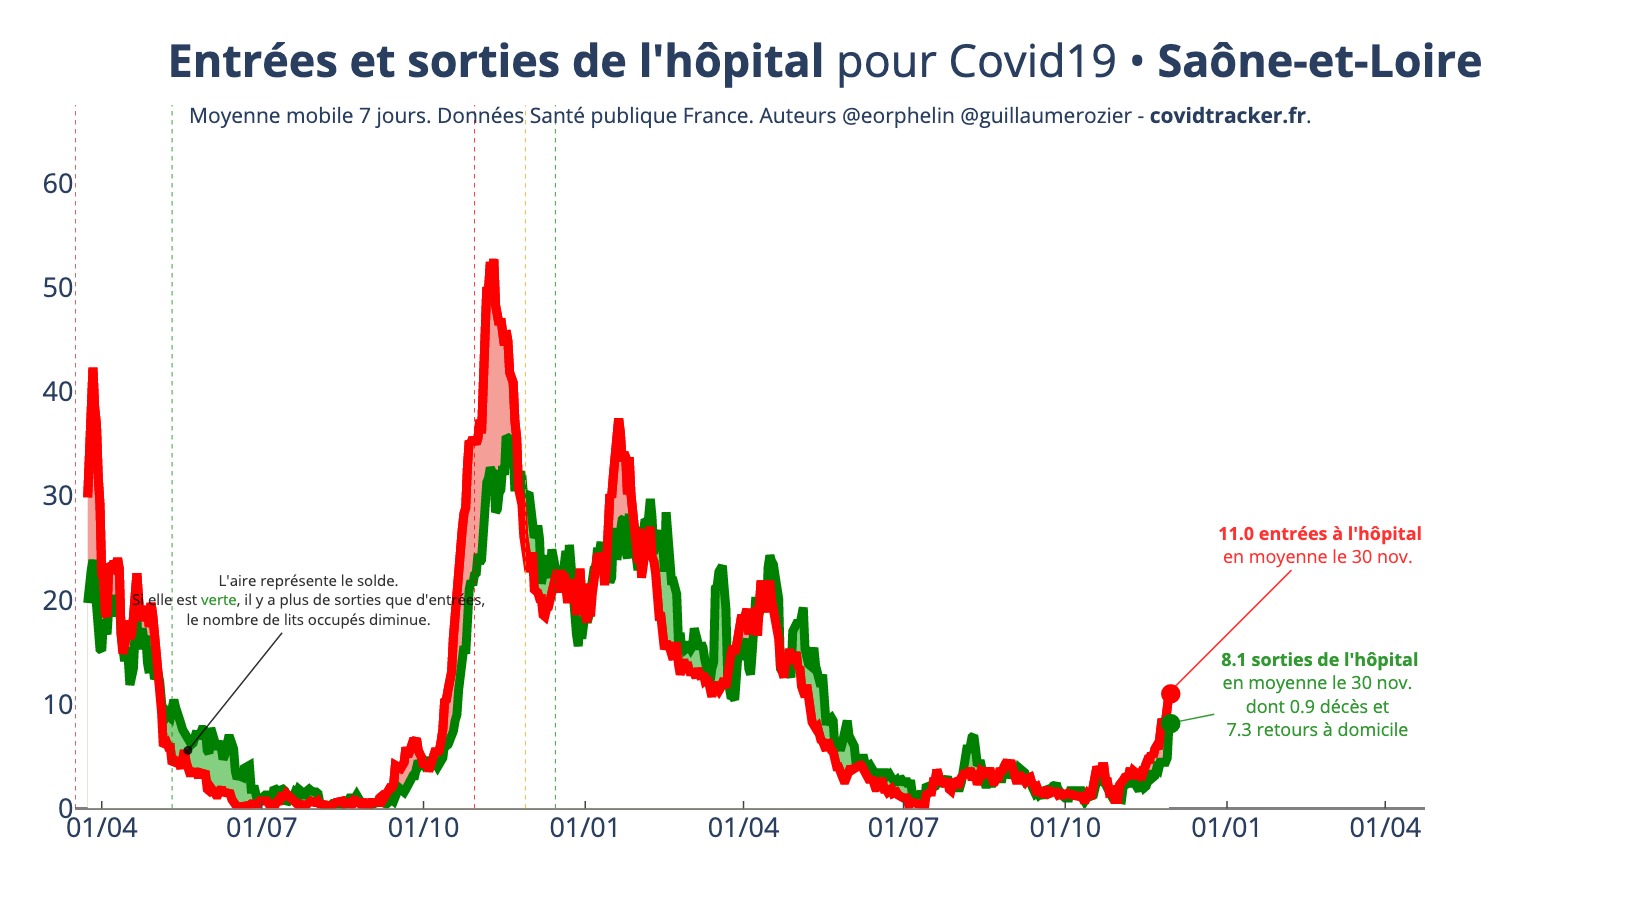 Entrées et sorties de l'hôpital pour Covid19 • Saône-et-Loire
Moyenne mobile 7 jours. Données Santé publique France. Auteurs @eorphelin @guillaumerozier - covidtracker.fr.
60
50
40
30
20
10
0
L'aire représente le solde.
Si elle est verte, il y a plus de sorties que d'entrées,
le nombre de lits occupés diminue.
11.0 entrées à l'hôpital
en moyenne le 30 nov.
8.1 sorties de l'hôpital
en moyenne le 30 nov.
dont 0.9 décès et
7.3 retours à domicile
01/04 01/07 01/10 01/01 01/04 01/07 01/10 01/01 01/04